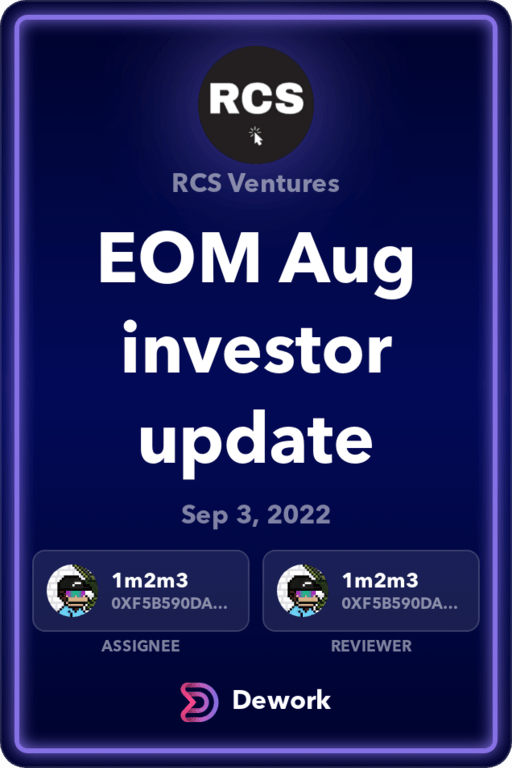 RCS
RCS Ventures
EOM Aug
investor
update
Sep 3, 2022
1m2m3
0XF5B590DA...
ASSIGNEE
1m2m3
0XF5B590DA...
REVIEWER
Dework